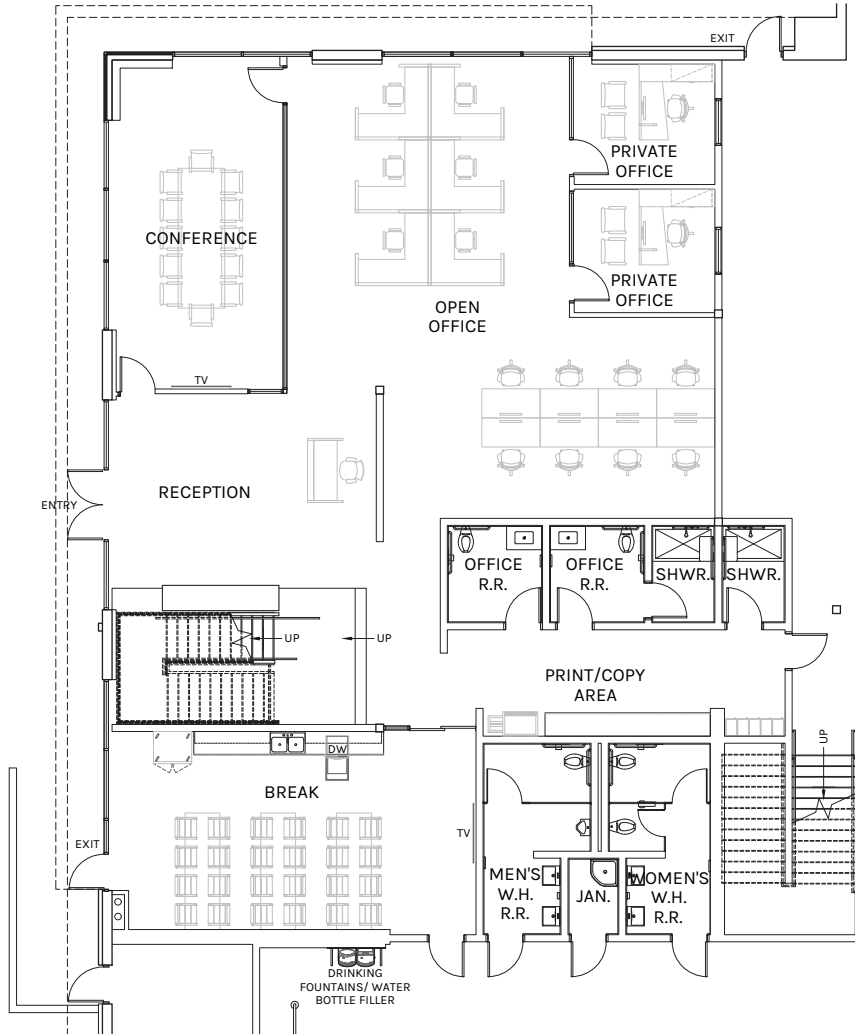 EXIT
PRIVATE
OFFICE
CONFERENCE
PRIVATE
OFFICE
OPEN
OFFICE
TV
RECEPTION
ENTRY
OFFICE
R.R.
OFFICE
R.R.
SHWR.
SHWR.
UP
UP
PRINT/COPY
AREA
UP
DW
BREAK
TV
EXIT
MEN'S
W.H.
R.R.
JAN.
WOMEN'S
W.H.
R.R.
DRINKING
FOUNTAINS/ WATER
BOTTLE FILLER